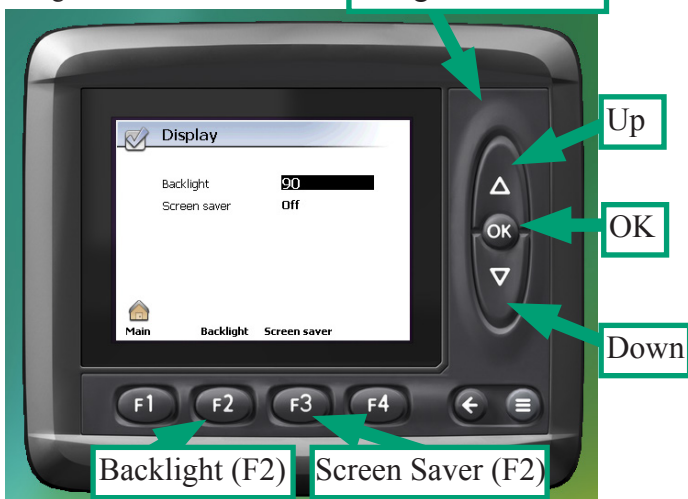 Up
Display
Backlight 90
Screen saver Off
OK
OK
Main Backlight Screen saver
Down
F1 F2 F3 F4
Backlight (F2) Screen Saver (F2)